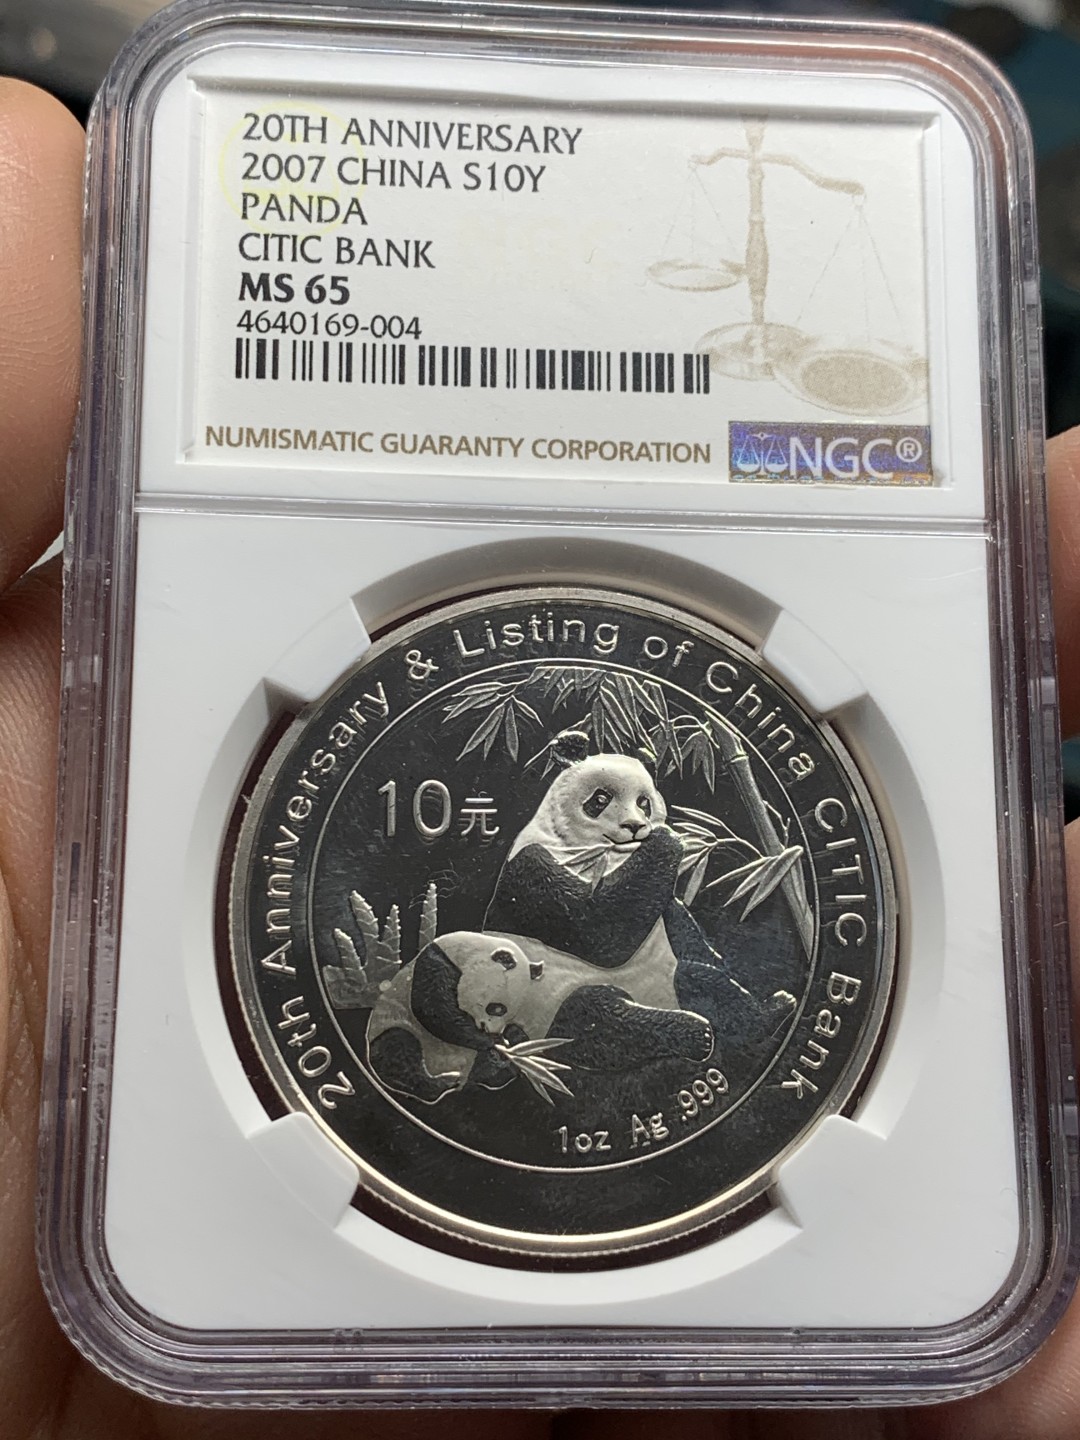 20TH ANNIVERSARY
2007 CHINA S10Y
PANDA
CITIC BANK
MS 65
4640169-004
NUMISMATIC GUARANTY CORPORATION
NGC®
20th Anniversary & Listing of China CITIC Bank
10元
1oz Ag .999